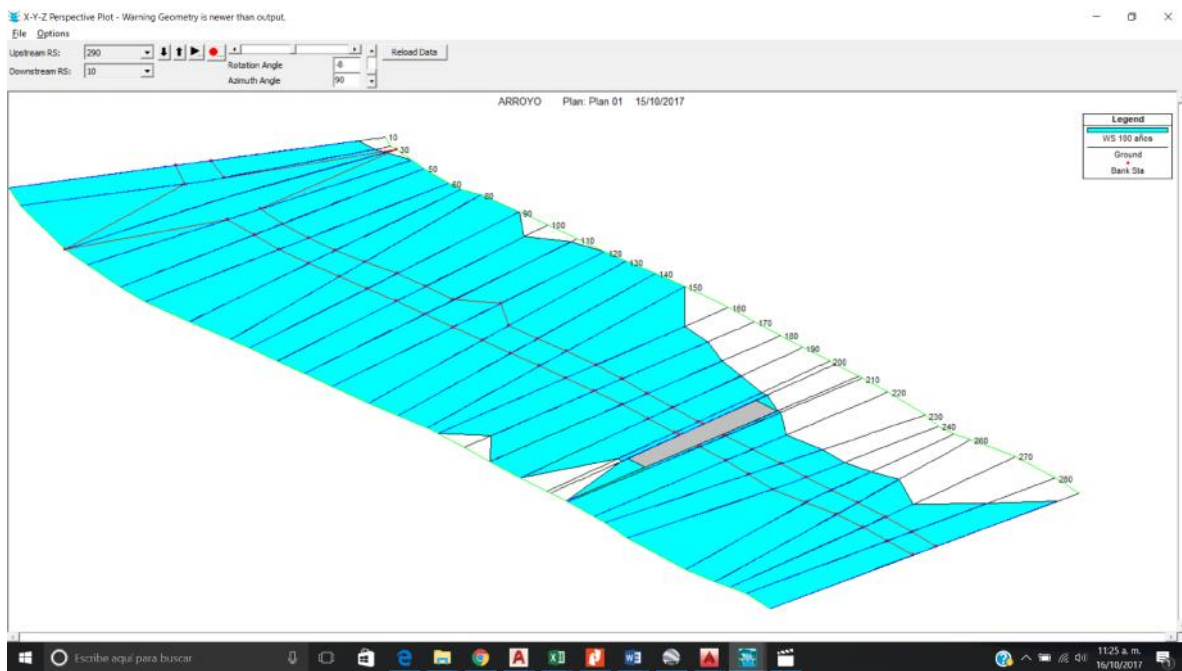 X-Y-Z Perspective Plot - Warning Geometry is newer than output.
File Options
Upstream RS: 290
Reload Data
Rotation Angle -8
Downstream RS: 10
Azimuth Angle 90
ARROYO Plan: Plan 01 15/10/2017
Legend
WS 100 años
Ground
Bank Sta
10
30
50
60
80
90
100
110
120
130
140
150
160
170
180
190
200
210
220
230
240
260
270
280
Escribe aquí para buscar
11:25 a. m.
16/10/2017